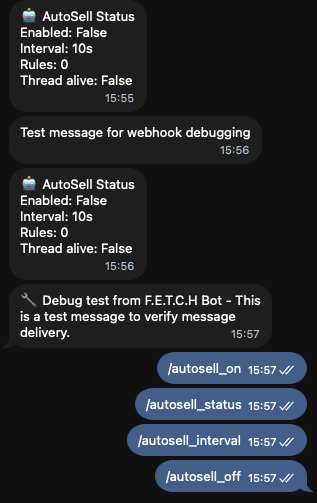 🤖 AutoSell Status
Enabled: False
Interval: 10s
Rules: 0
Thread alive: False
15:55
Test message for webhook debugging
15:56
🤖 AutoSell Status
Enabled: False
Interval: 10s
Rules: 0
Thread alive: False
15:56
🔧 Debug test from F.E.T.C.H Bot - This
is a test message to verify message
delivery.
15:57
/autosell_on 15:57
/autosell_status 15:57
/autosell_interval 15:57
/autosell_off 15:57